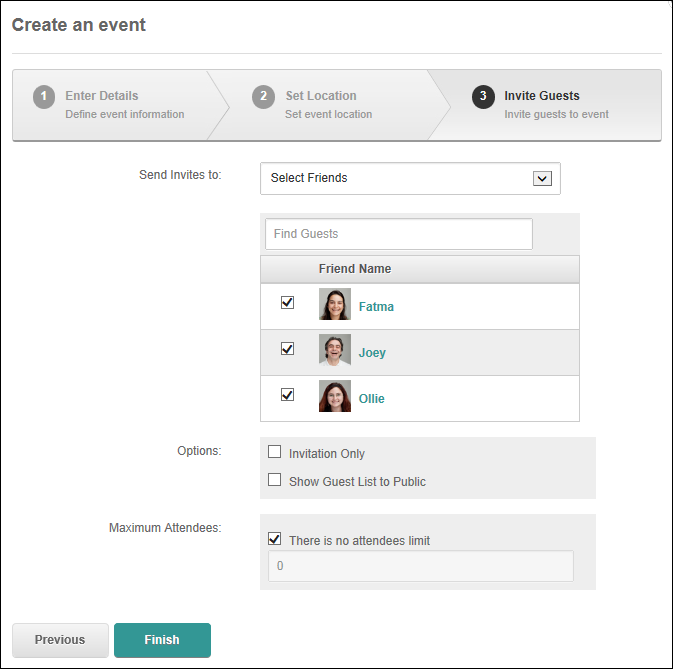 Create an event
1 Enter Details
Define event information
2 Set Location
Set event location
3 Invite Guests
Invite guests to event
Send Invites to:
Select Friends
Find Guests
Friend Name
Fatma
Joey
Ollie
Options:
Invitation Only
Show Guest List to Public
Maximum Attendees:
There is no attendees limit
0
Previous
Finish